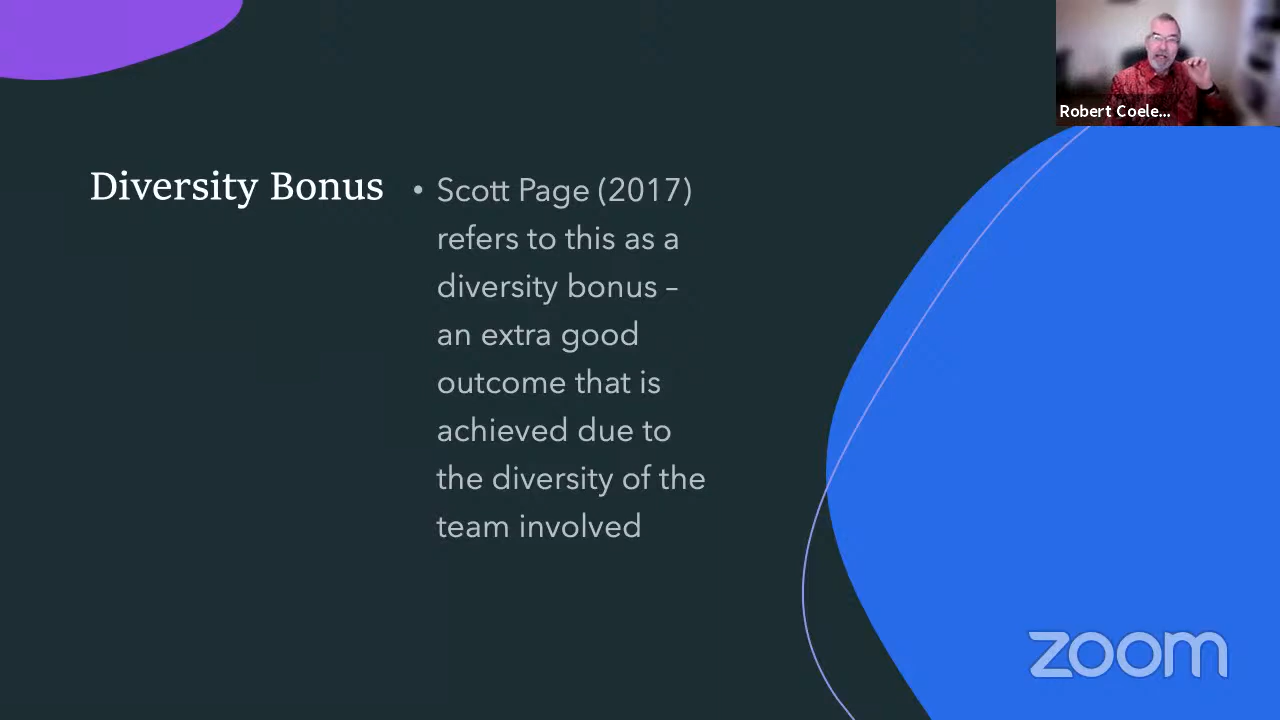 Robert Coele...
Diversity Bonus
• Scott Page (2017)
refers to this as a
diversity bonus –
an extra good
outcome that is
achieved due to
the diversity of the
team involved
zoom